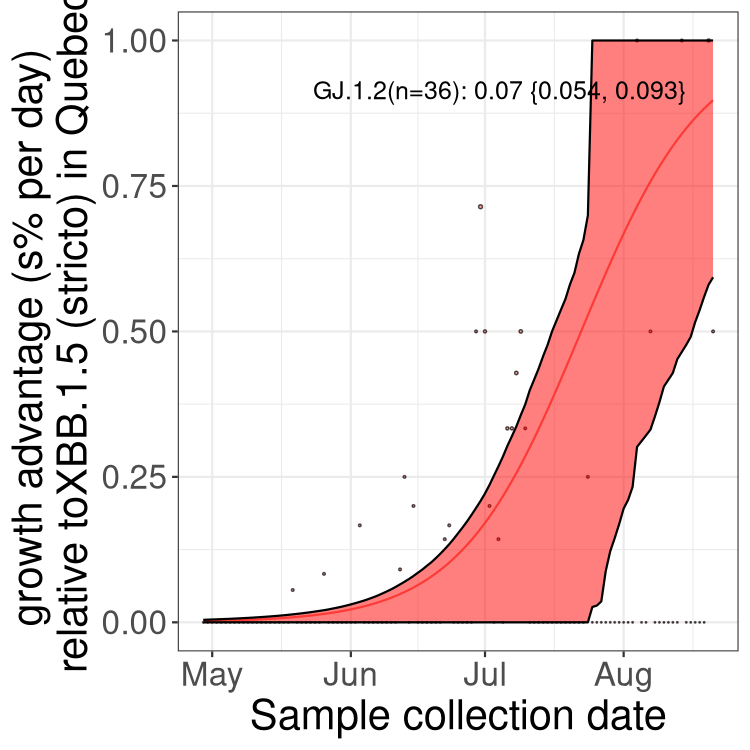 growth advantage (s% per day)
relative toXBB.1.5 (stricto) in Quebec
1.00
GJ.1.2(n=36): 0.07 {0.054, 0.093}
0.75
0.50
0.25
0.00
May Jun Jul Aug
Sample collection date